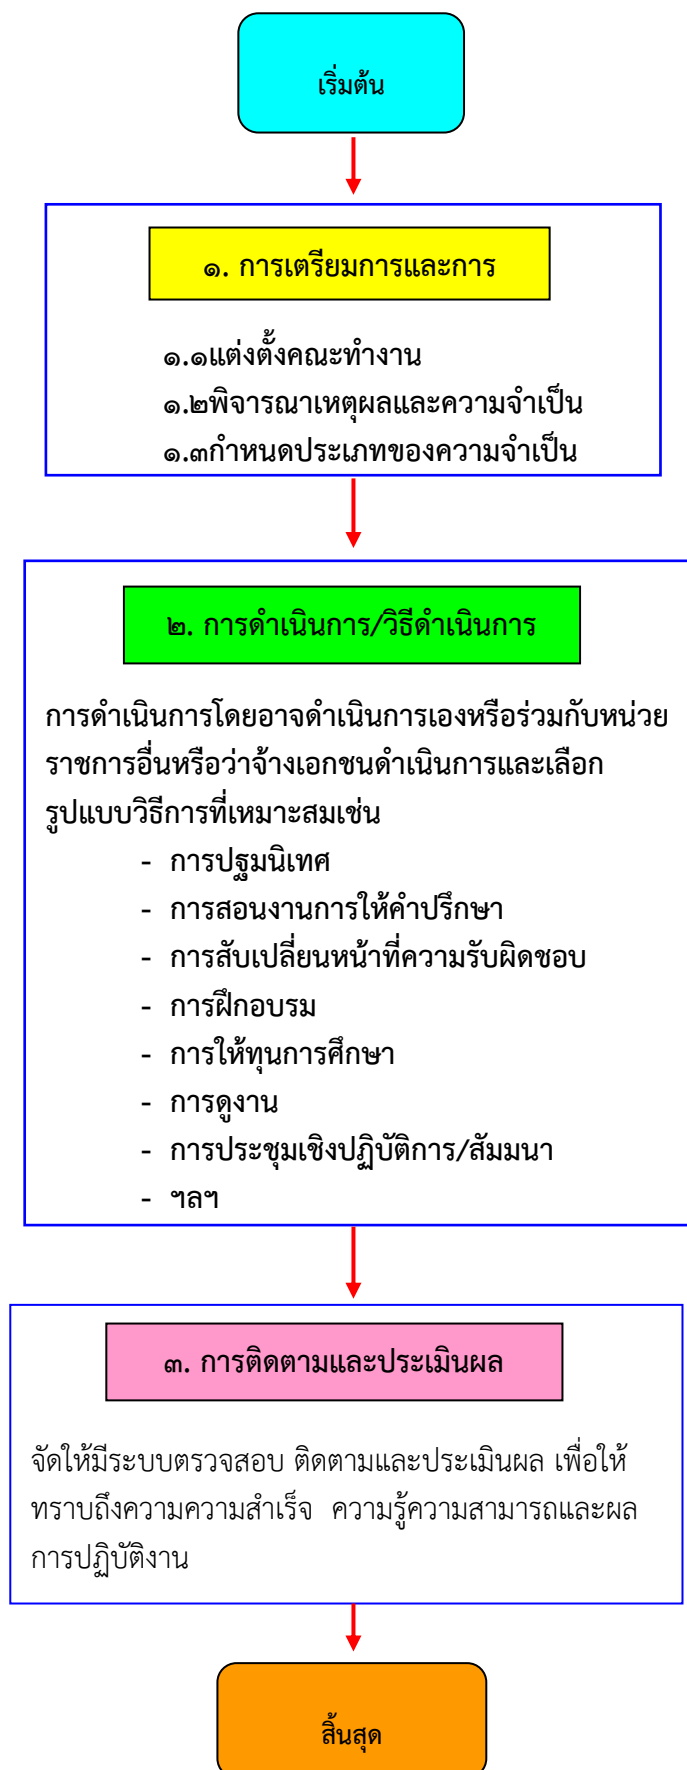 เริ่มต้น
๑. การเตรียมการและการ
๑.๑แต่งตั้งคณะทำงาน
๑.๒พิจารณาเหตุผลและความจำเป็น
๑.๓กำหนดประเภทของความจำเป็น
๒. การดำเนินการ/วิธีดำเนินการ
การดำเนินการโดยอาจดำเนินการเองหรือร่วมกับหน่วย
ราชการอื่นหรือว่าจ้างเอกชนดำเนินการและเลือก
รูปแบบวิธีการที่เหมาะสมเช่น
- การปฐมนิเทศ
- การสอนงานการให้คำปรึกษา
- การสับเปลี่ยนหน้าที่ความรับผิดชอบ
- การฝึกอบรม
- การให้ทุนการศึกษา
- การดูงาน
- การประชุมเชิงปฏิบัติการ/สัมมนา
- ฯลฯ
๓. การติดตามและประเมินผล
จัดให้มีระบบตรวจสอบ ติดตามและประเมินผล เพื่อให้
ทราบถึงความความสำเร็จ ความรู้ความสามารถและผล
การปฏิบัติงาน
สิ้นสุด